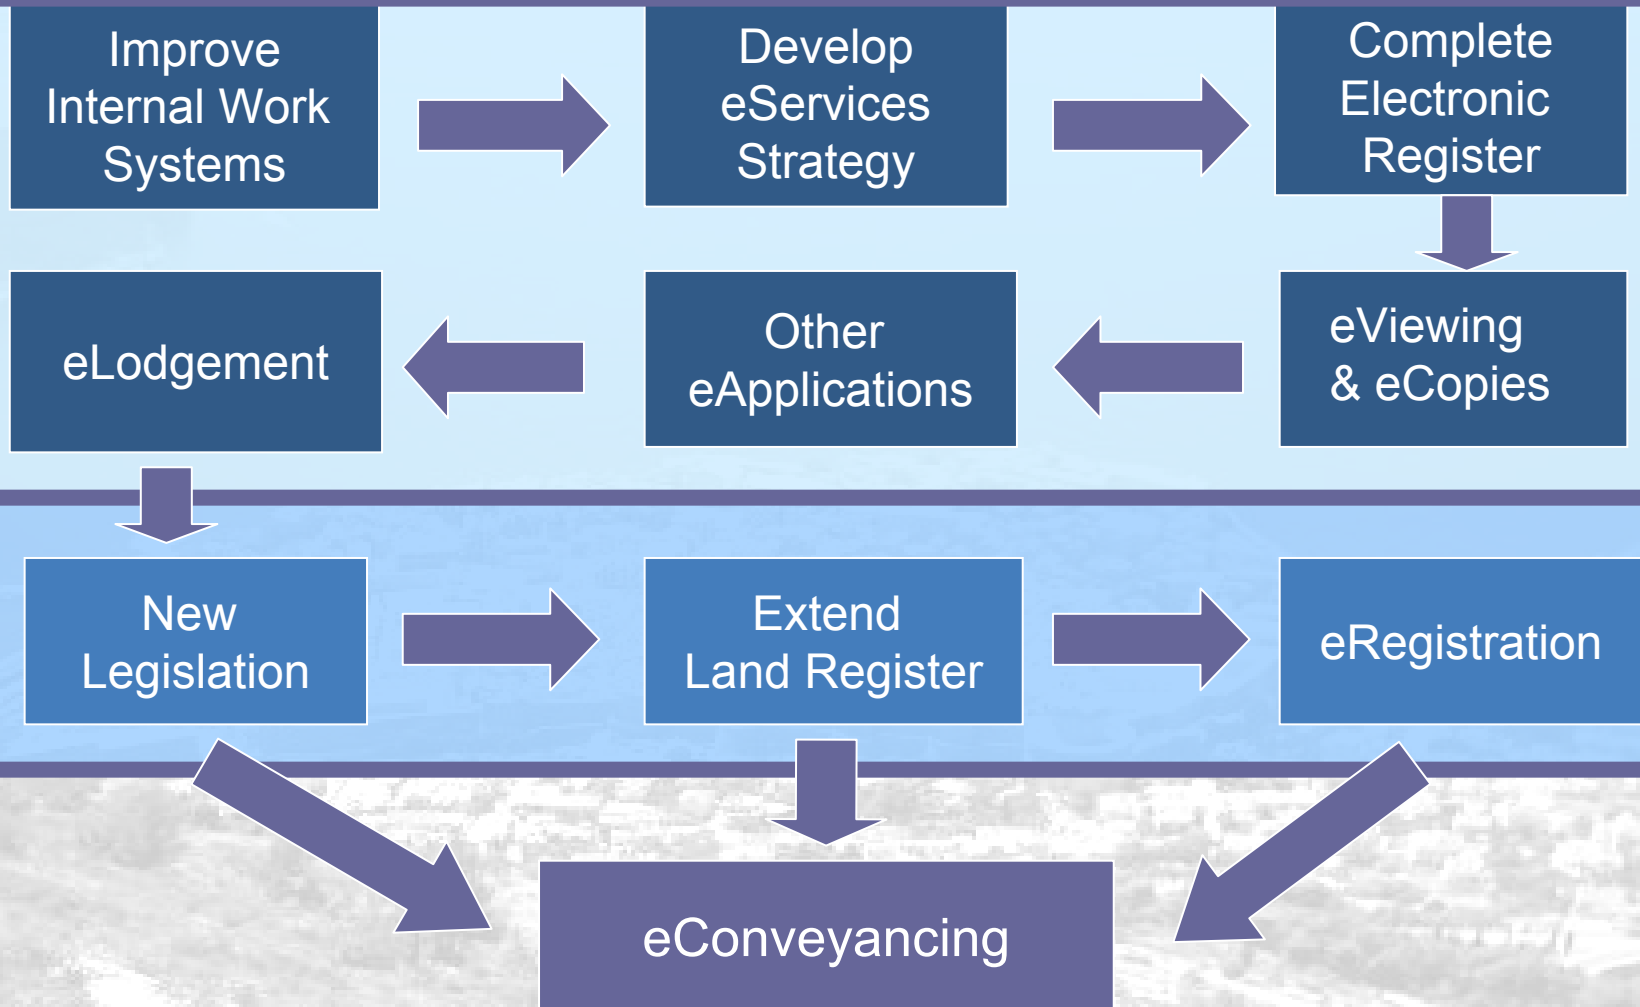 Improve
Internal Work
Systems
Develop
eServices
Strategy
Complete
Electronic
Register
eViewing
& eCopies
Other
eApplications
eLodgement
New
Legislation
Extend
Land Register
eRegistration
eConveyancing